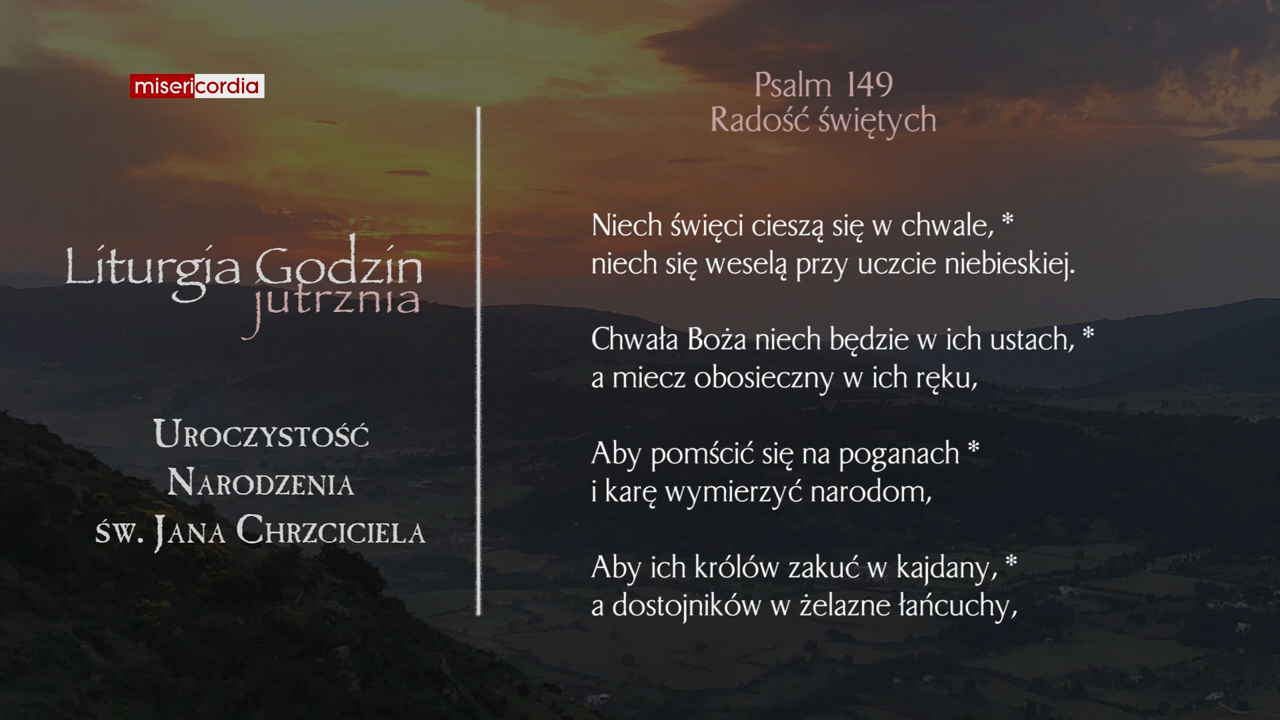 misericordia
Liturgia Godzin
jutrznia
Uroczystość
Narodzenia
św. Jana Chrzciciela
Psalm 149
Radość świętych
Niech święci cieszą się w chwale, *
niech się weselą przy uczcie niebieskiej.
Chwała Boża niech będzie w ich ustach, *
a miecz obosieczny w ich ręku,
Aby pomścić się na poganach *
i karę wymierzyć narodom,
Aby ich królów zakuć w kajdany, *
a dostojników w żelazne łańcuchy,